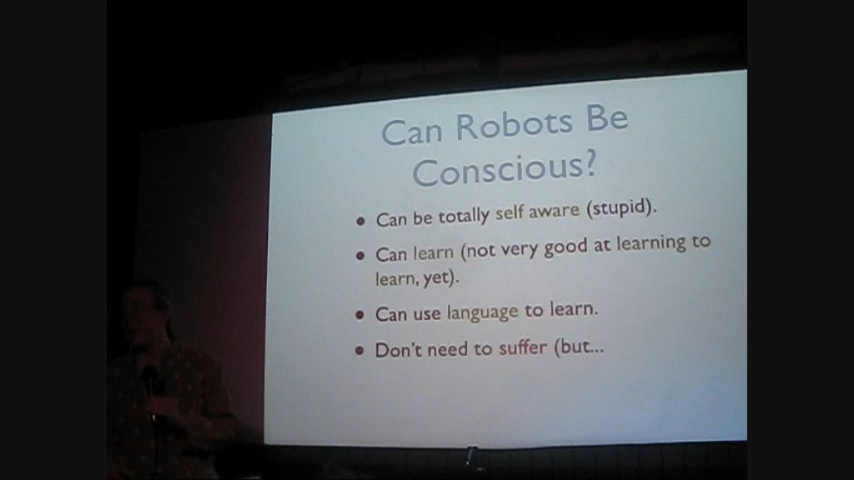 Can Robots Be
Conscious?
• Can be totally self aware (stupid).
• Can learn (not very good at learning to
learn, yet).
• Can use language to learn.
• Don't need to suffer (but...